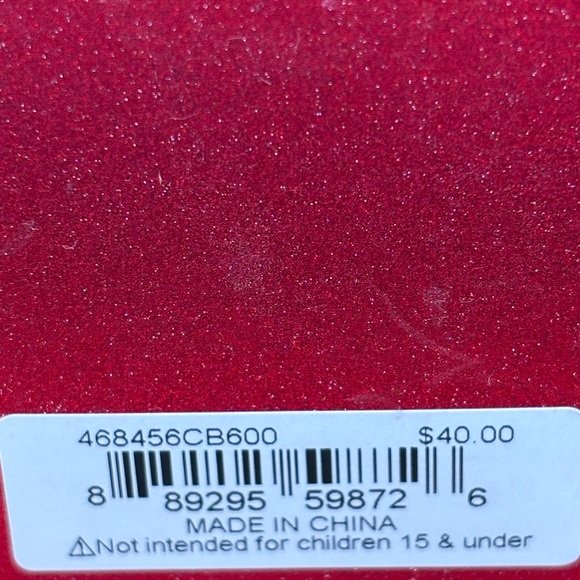 468456CB600 $40.00
8 89295 59872 6
MADE IN CHINA
⚠Not intended for children 15 & under